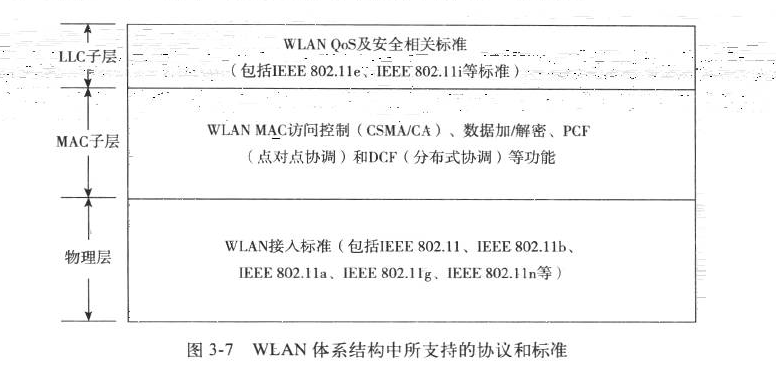 LLC子层
WLAN QoS及安全相关标准
（包括IEEE 802.11e、IEEE 802.11i等标准）
MAC子层
WLAN MAC访问控制（CSMA/CA）、数据加/解密、PCF
（点对点协调）和DCF（分布式协调）等功能
物理层
WLAN接入标准（包括IEEE 802.11、IEEE 802.11b、
IEEE 802.11a、IEEE 802.11g、IEEE 802.11n等）
图 3-7 WLAN 体系结构中所支持的协议和标准